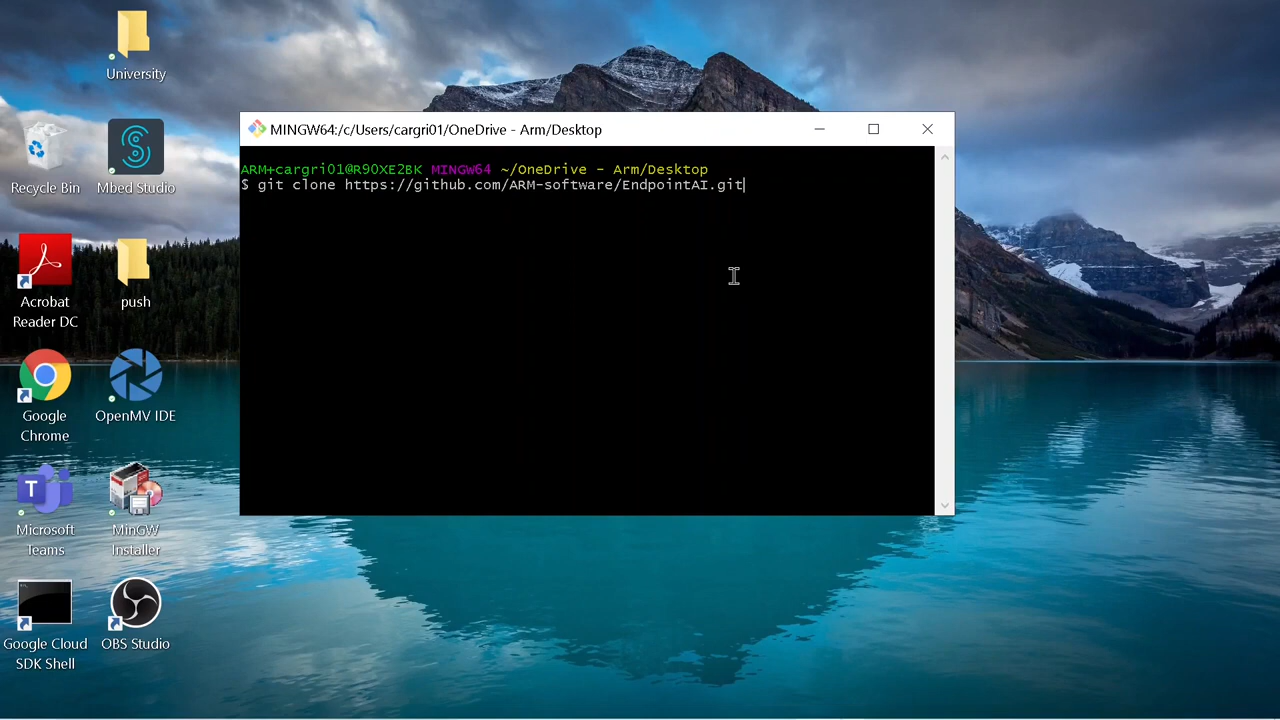 University
Recycle Bin
Mbed Studio
Acrobat
Reader DC
push
Google
Chrome
OpenMV IDE
Microsoft
Teams
MinGW
Installer
Google Cloud
SDK Shell
OBS Studio
MINGW64:/c/Users/cargri01/OneDrive - Arm/Desktop
ARM+cargri01@R90XE2BK MINGW64 ~/OneDrive - Arm/Desktop
$ git clone https://github.com/ARM-software/EndpointAI.git